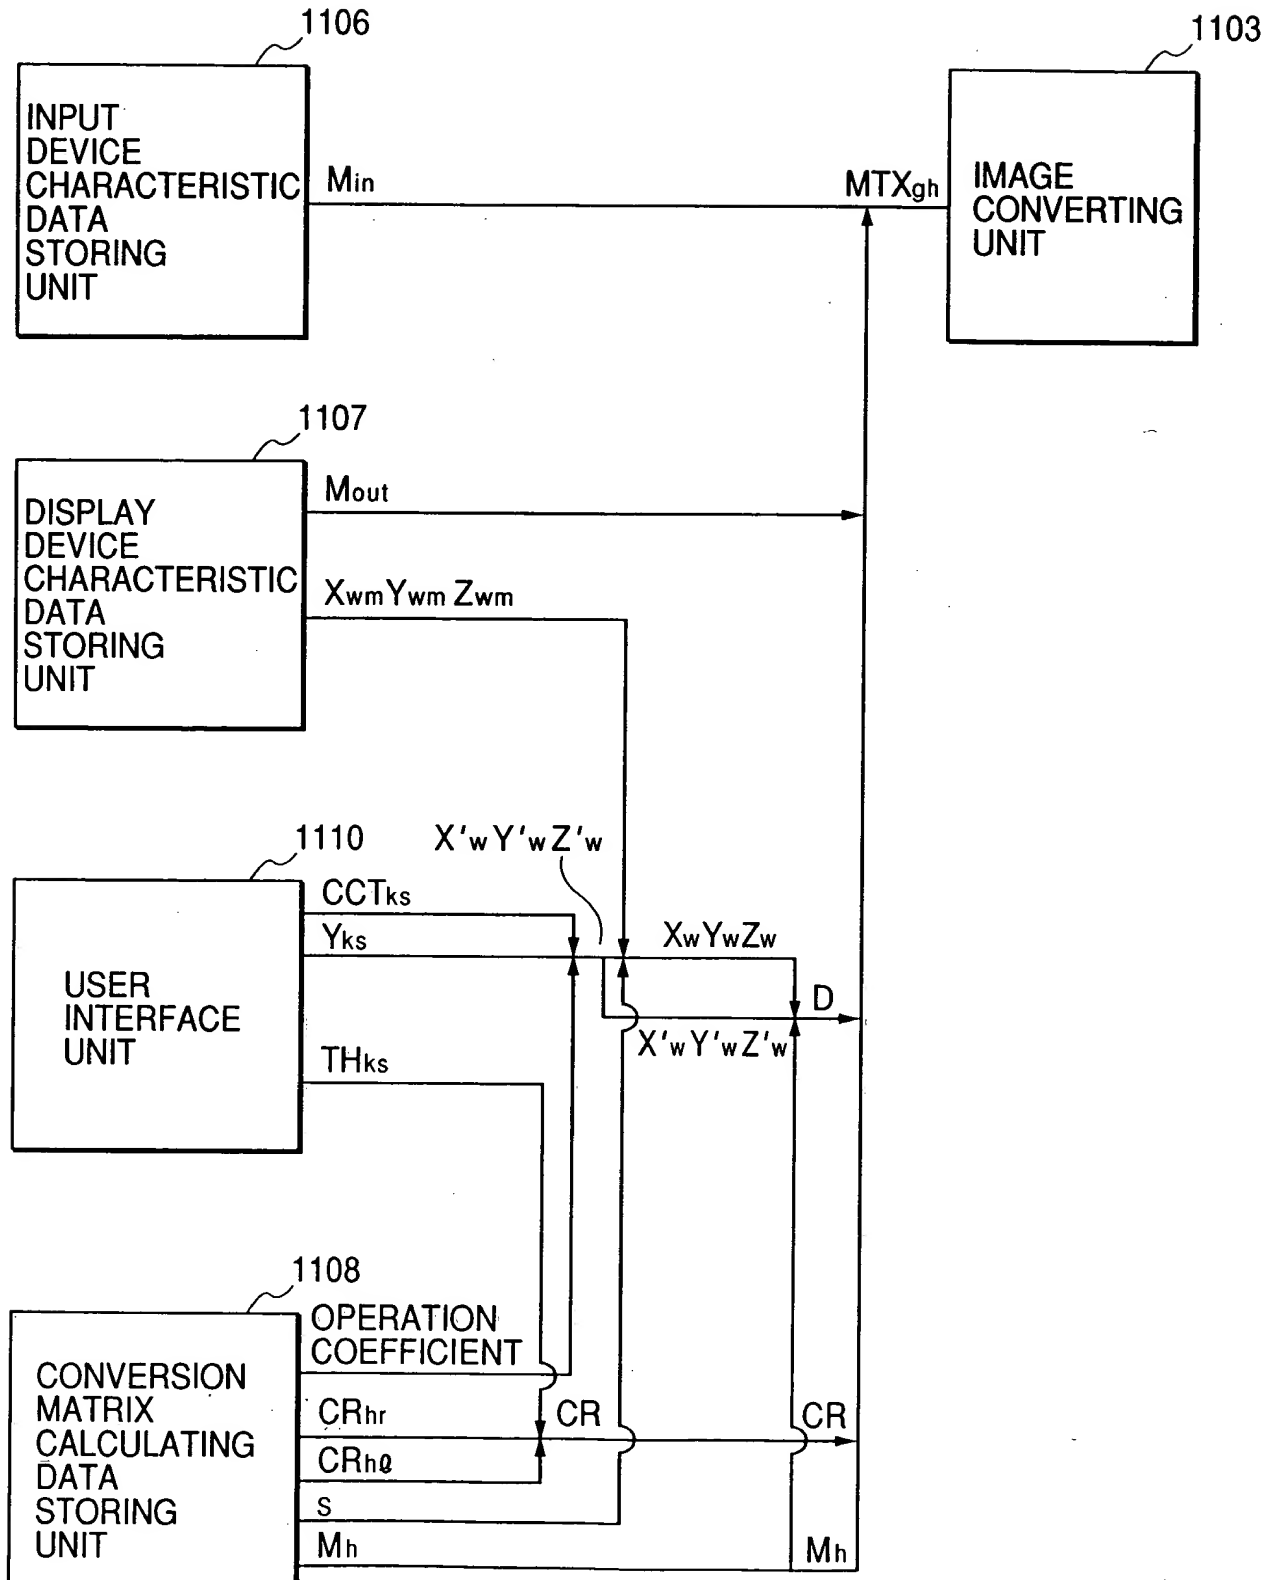 1106
1103
INPUT
DEVICE
CHARACTERISTIC
DATA
STORING
UNIT
Min
MTXgh
IMAGE
CONVERTING
UNIT
1107
DISPLAY
DEVICE
CHARACTERISTIC
DATA
STORING
UNIT
Mout
XwmYwmZwm
1110
X'wY'wZ'w
USER
INTERFACE
UNIT
CCTks
Yks
THks
XwYwZw
D
X'wY'wZ'w
1108
CONVERSION
MATRIX
CALCULATING
DATA
STORING
UNIT
OPERATION
COEFFICIENT
CRhr
CR
CR
CRhℓ
S
Mh
Mh